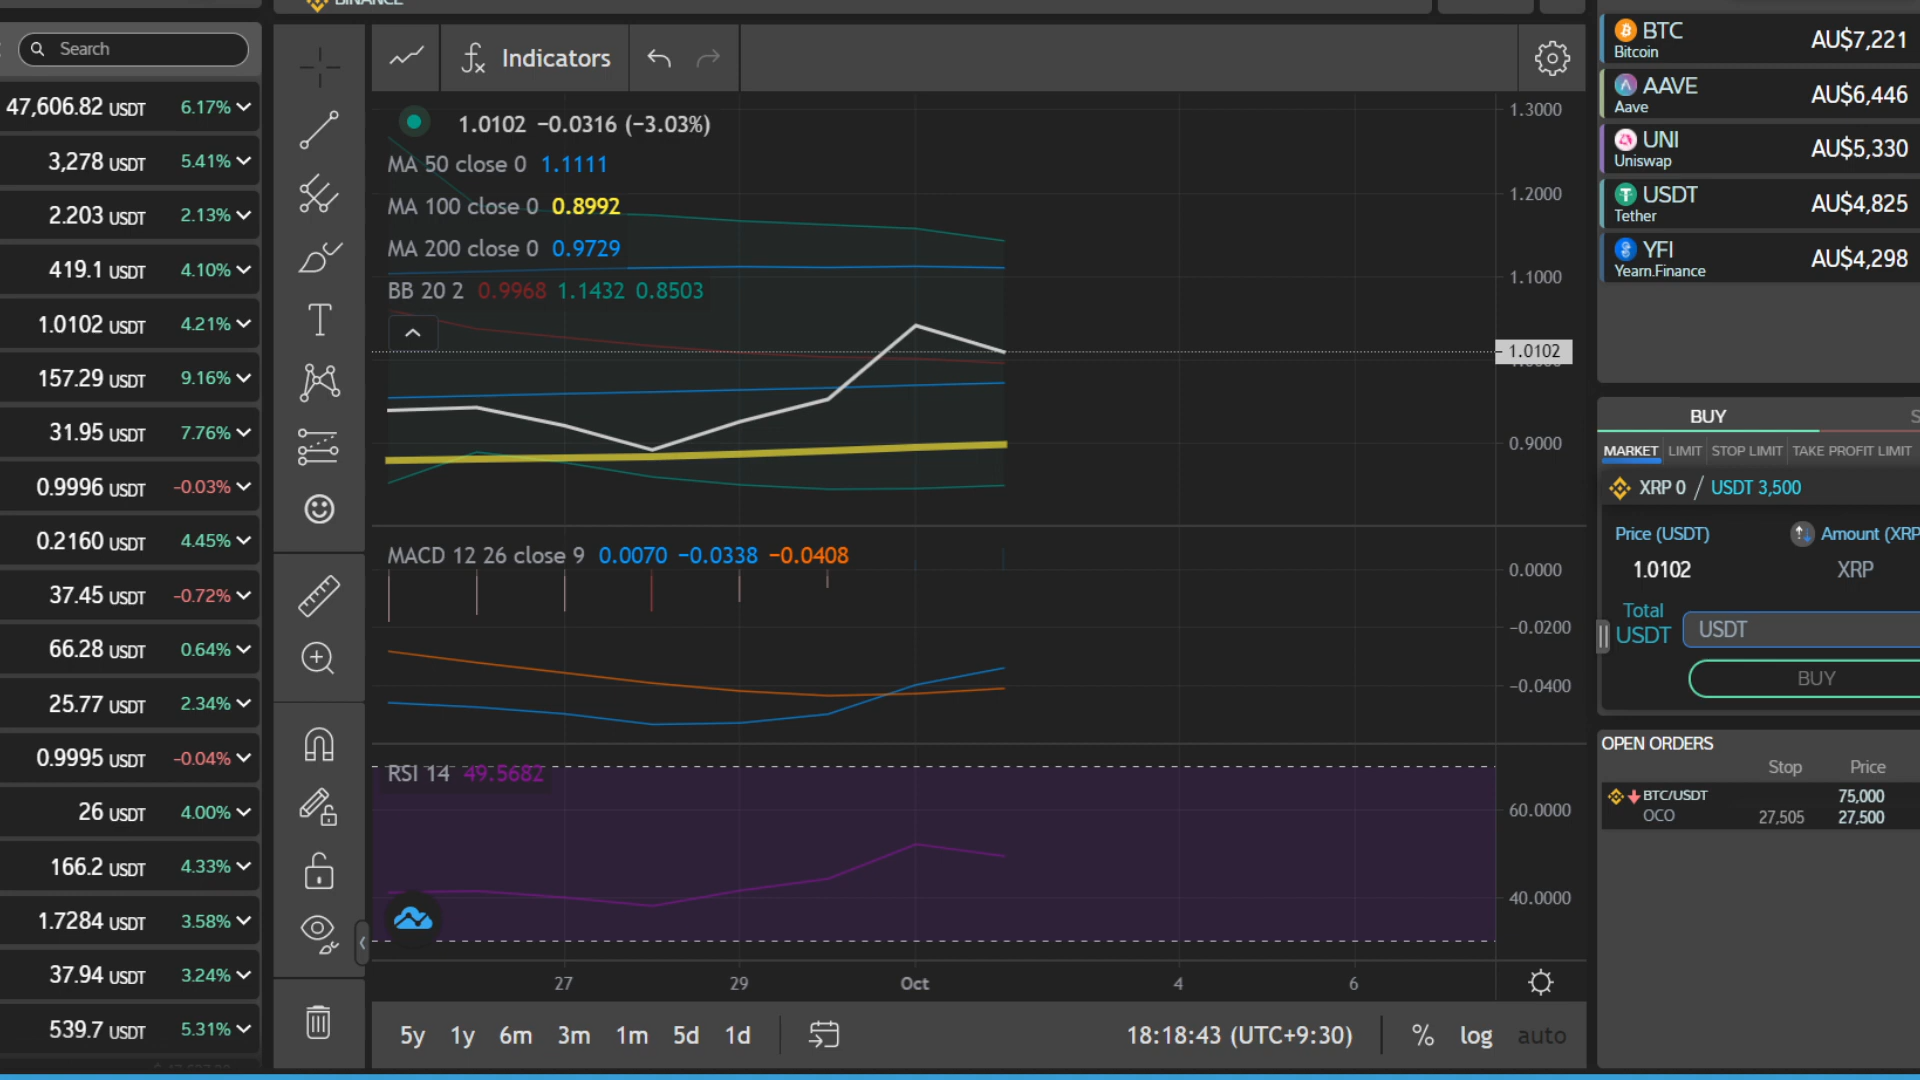 BINANCE
Search
47,606.82 USDT 6.17%
3,278 USDT 5.41%
2.203 USDT 2.13%
419.1 USDT 4.10%
1.0102 USDT 4.21%
157.29 USDT 9.16%
31.95 USDT 7.76%
0.9996 USDT -0.03%
0.2160 USDT 4.45%
37.45 USDT -0.72%
66.28 USDT 0.64%
25.77 USDT 2.34%
0.9995 USDT -0.04%
26 USDT 4.00%
166.2 USDT 4.33%
1.7284 USDT 3.58%
37.94 USDT 3.24%
539.7 USDT 5.31%
fx Indicators
1.0102 −0.0316 (−3.03%)
MA 50 close 0 1.1111
MA 100 close 0 0.8992
MA 200 close 0 0.9729
BB 20 2 0.9968 1.1432 0.8503
1.3000
1.2000
1.1000
1.0102
0.9000
MACD 12 26 close 9 0.0070 −0.0338 −0.0408
0.0000
−0.0200
−0.0400
RSI 14 49.5682
60.0000
40.0000
27 29 Oct 4 6
5y 1y 6m 3m 1m 5d 1d
18:18:43 (UTC+9:30) % log auto
BTC AU$7,221
Bitcoin
AAVE AU$6,446
Aave
UNI AU$5,330
Uniswap
USDT AU$4,825
Tether
YFI AU$4,298
Yearn.Finance
BUY S
MARKET LIMIT STOP LIMIT TAKE PROFIT LIMIT
XRP 0 / USDT 3,500
Price (USDT) Amount (XRP
1.0102 XRP
Total
USDT USDT
BUY
OPEN ORDERS
Stop Price
BTC/USDT 75,000
OCO 27,505 27,500